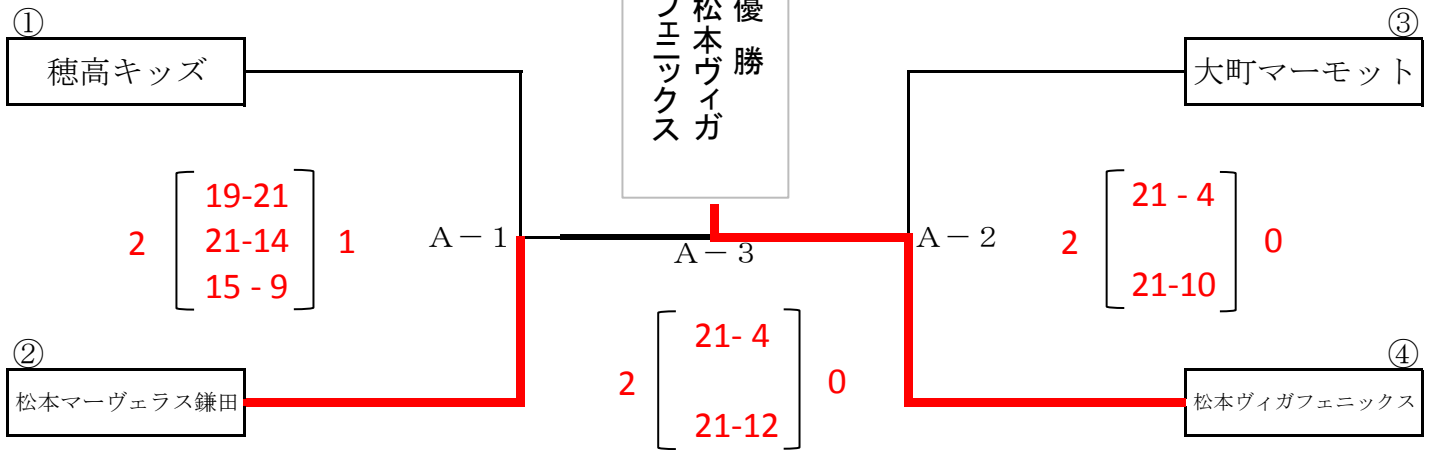 優勝
松本ヴィガ
フェニックス
①
穂高キッズ
③
大町マーモット
2
19-21
21-14
15 - 9
1
A－1
A－3
A－2
2
21 - 4
21-10
0
2
21- 4
21-12
0
②
松本マーヴェラス鎌田
④
松本ヴィガフェニックス